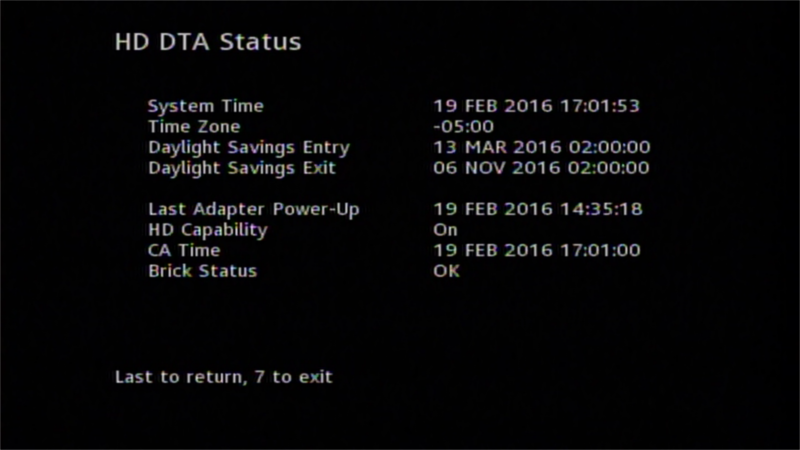 HD DTA Status
System Time 19 FEB 2016 17:01:53
Time Zone -05:00
Daylight Savings Entry 13 MAR 2016 02:00:00
Daylight Savings Exit 06 NOV 2016 02:00:00
Last Adapter Power-Up 19 FEB 2016 14:35:18
HD Capability On
CA Time 19 FEB 2016 17:01:00
Brick Status OK
Last to return, 7 to exit